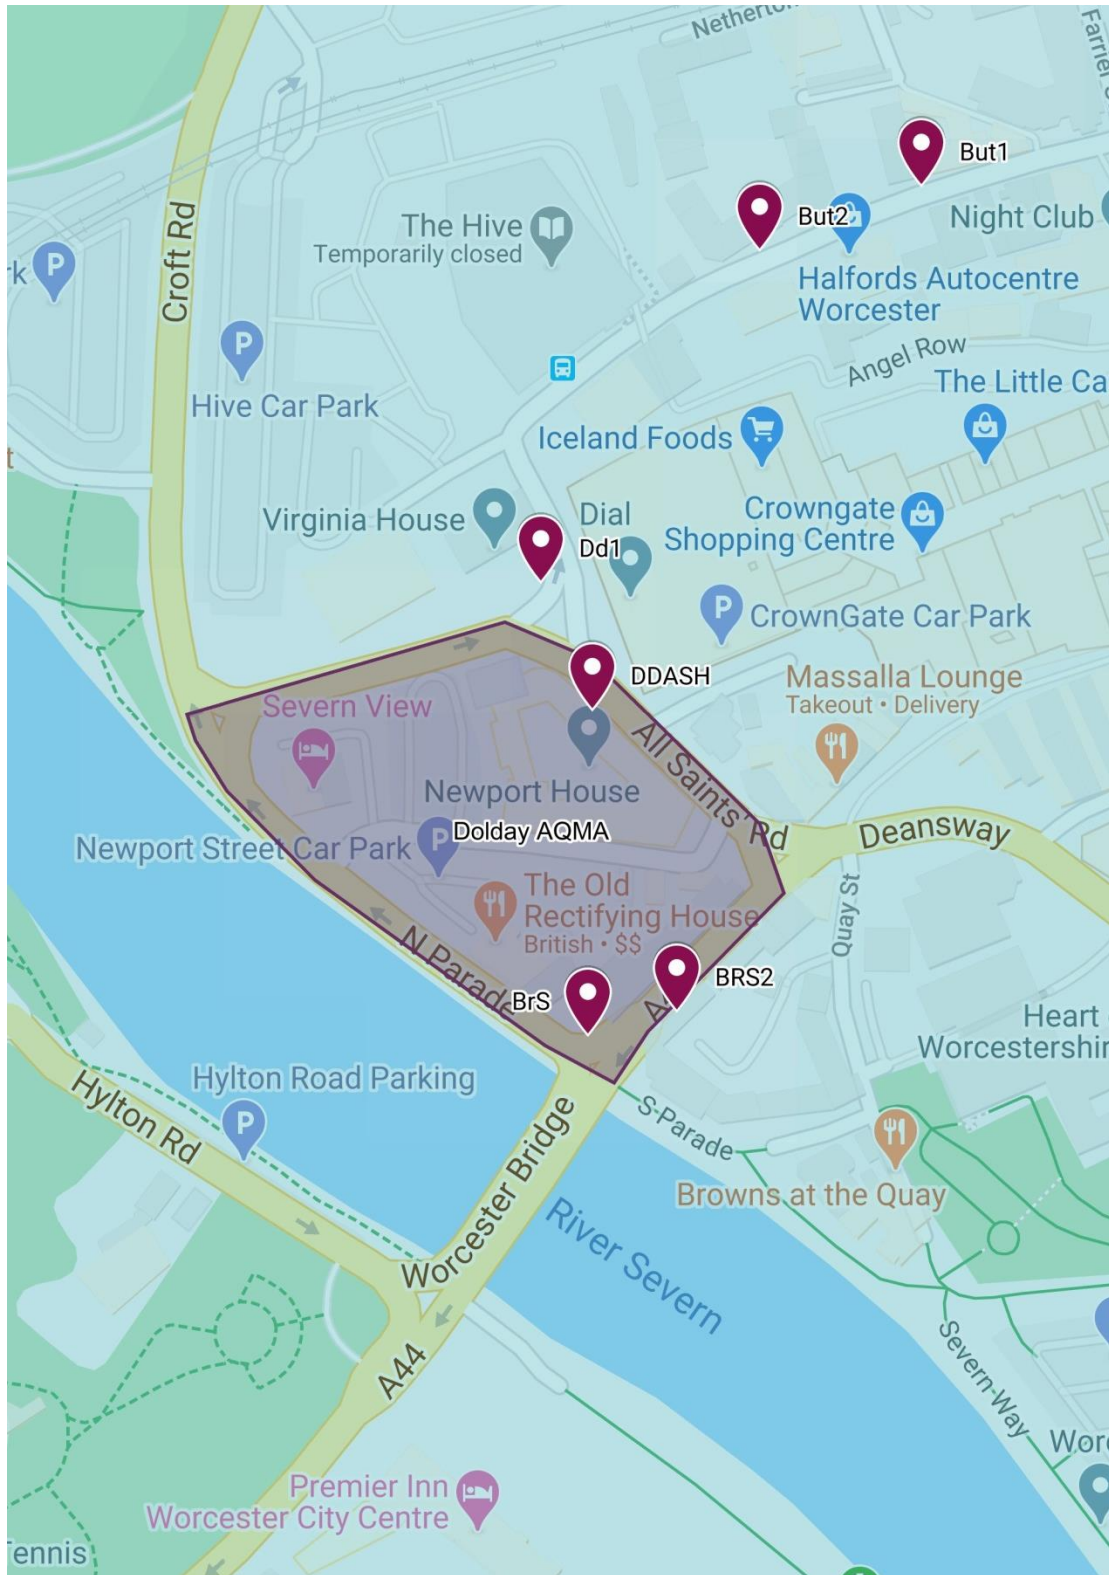 Farrier
But1
But2
Night Club
The Hive
Temporarily closed
Croft Rd
P
Halfords Autocentre
Worcester
Angel Row
P
Hive Car Park
The Little Ca
Iceland Foods
Virginia House
Dial
Dd1
Crowngate
Shopping Centre
P
CrownGate Car Park
DDASH
Massalla Lounge
Takeout • Delivery
Severn View
All Saints' Rd
Newport House
Dolday AQMA
P
Newport Street Car Park
Deansway
The Old
Rectifying House
British • $$
Quay St
N Parade
BRS2
BrS
Heart
Worcestershir
Hylton Road Parking
P
Hylton Rd
S Parade
Worcester Bridge
Browns at the Quay
River Severn
Severn Way
A44
Premier Inn
Worcester City Centre